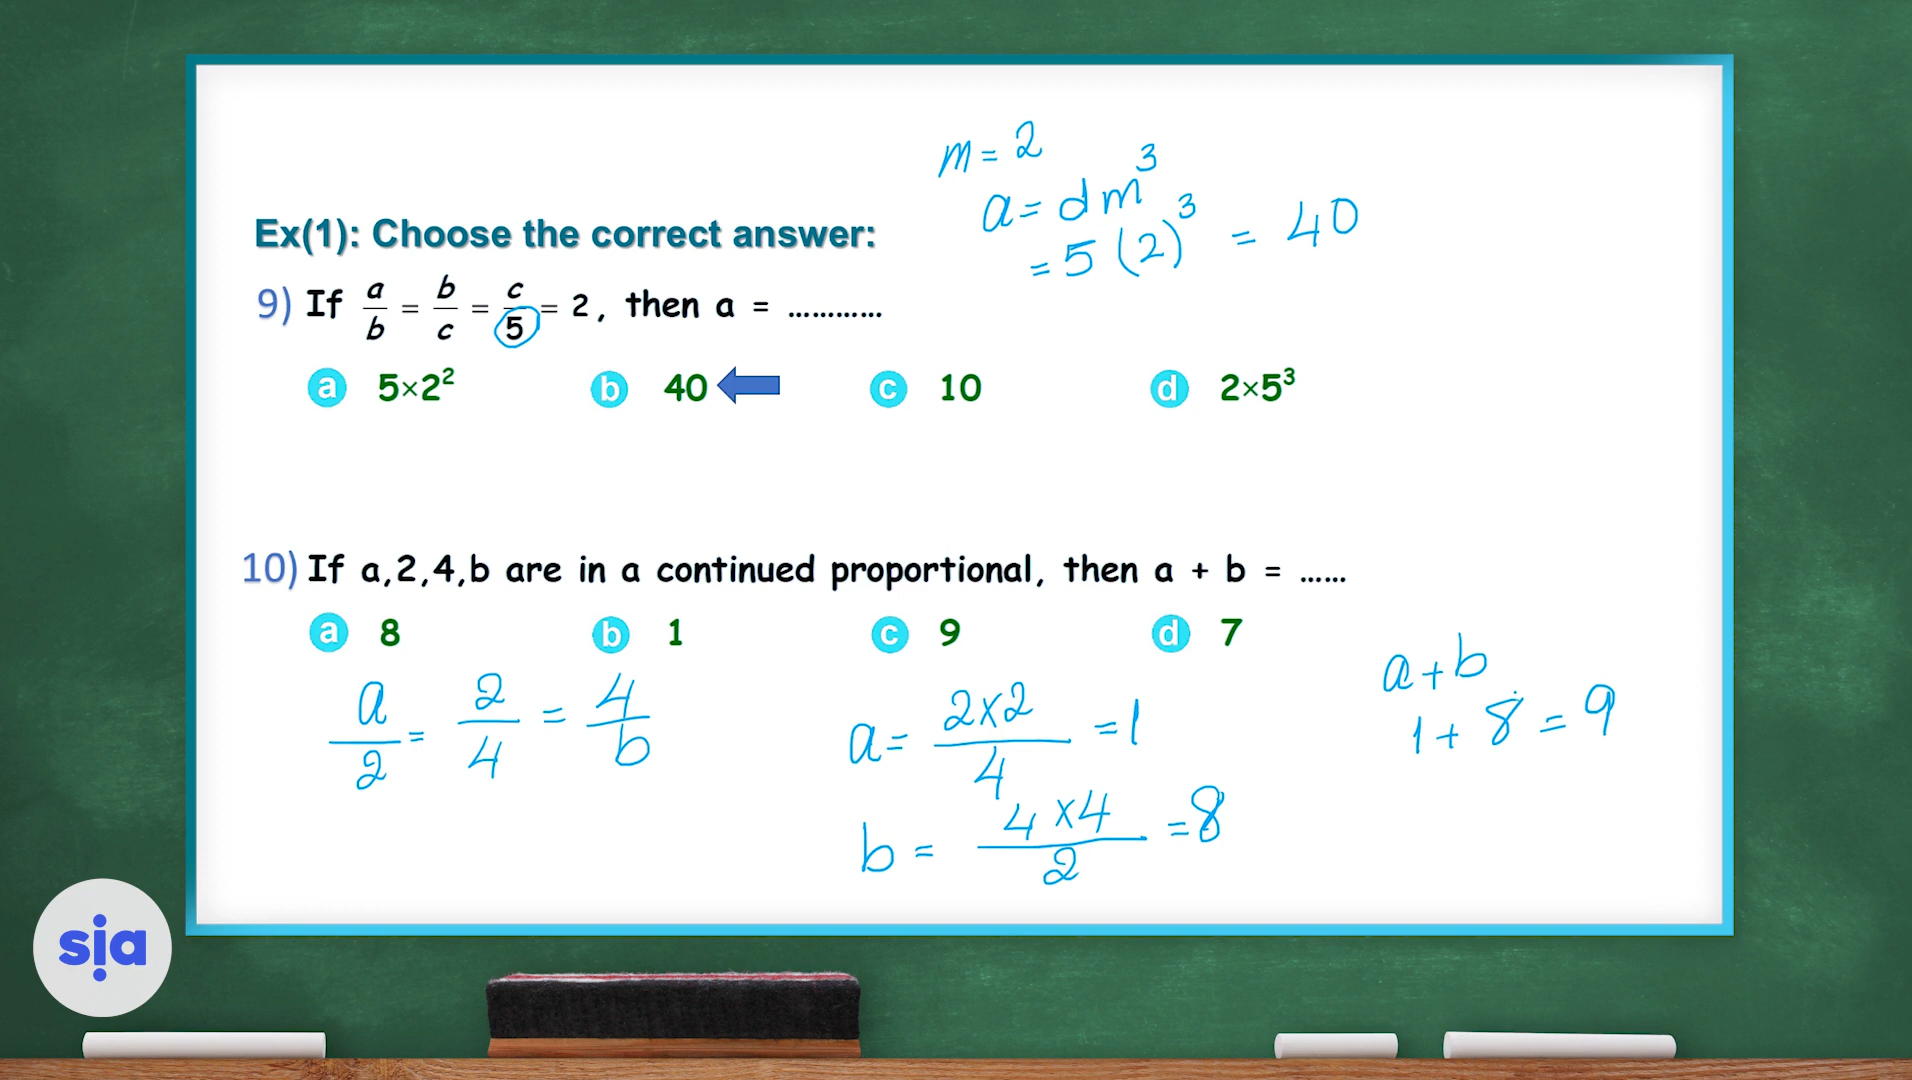 m = 2
a = dm³
= 5 (2)³ = 40
Ex(1): Choose the correct answer:
9) If a/b = b/c = c/5 = 2, then a = ............
a 5×2²  b 40  c 10  d 2×5³
10) If a,2,4,b are in a continued proportional, then a + b = ......
a 8  b 1  c 9  d 7
a/2 = 2/4 = 4/b
a = 2×2/4 = 1
b = 4×4/2 = 8
a + b
1 + 8 = 9
sia